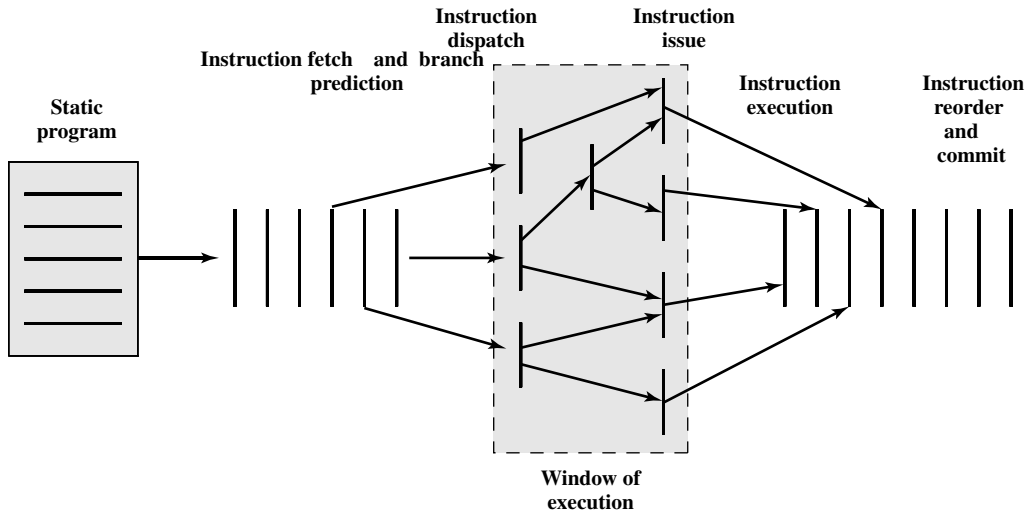 Static
program
Instruction fetch and branch
prediction
Instruction
dispatch
Instruction
issue
Instruction
execution
Instruction
reorder
and
commit
Window of
execution